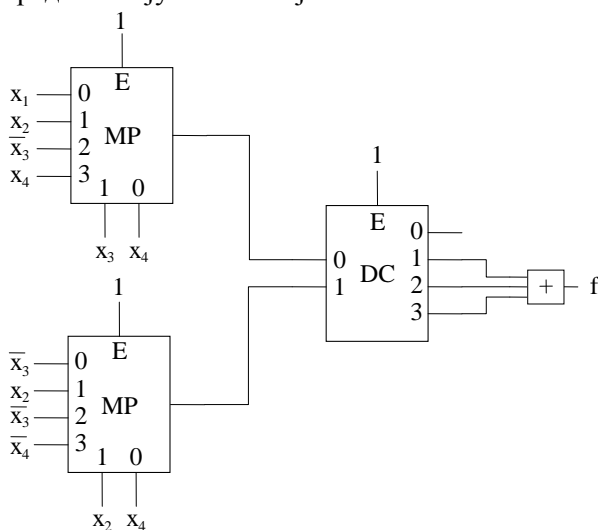 1
E
x₁ 0
x₂ 1
MP
x̅₃ 2
x₄ 3
1 0
x₃ x₄
1
E
0
1
DC
0
1
2
3
+
f
1
E
x̅₃ 0
x₂ 1
MP
x̅₃ 2
x̅₄ 3
1 0
x₂ x₄